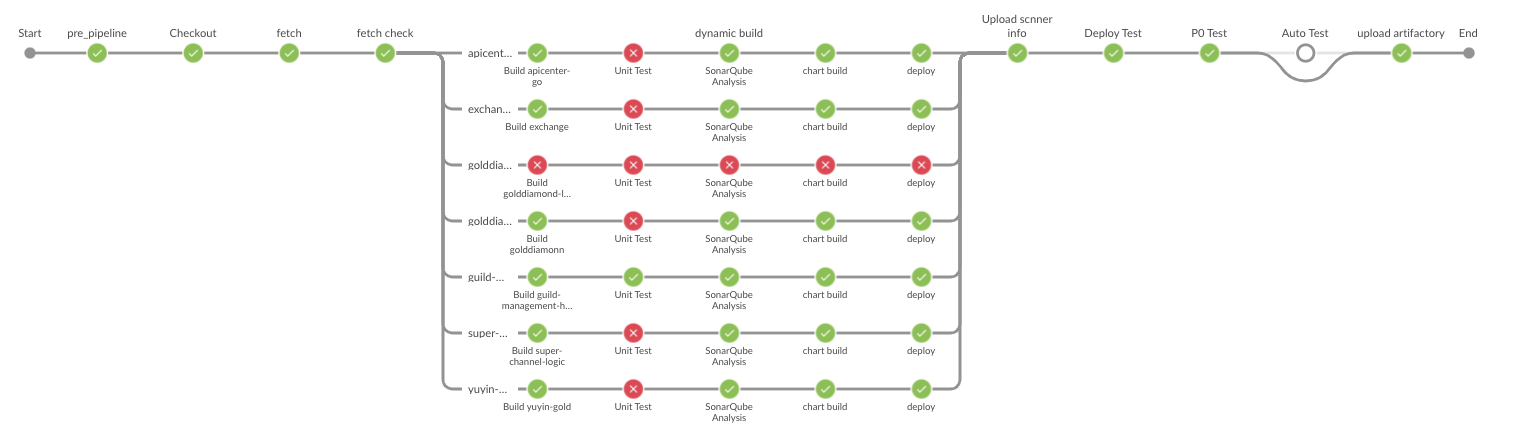 Start
pre_pipeline
Checkout
fetch
fetch check
dynamic build
Upload scnner
info
Deploy Test
P0 Test
Auto Test
upload artifactory
End
apicent...
Build apicenter-
go
Unit Test
SonarQube
Analysis
chart build
deploy
exchan...
Build exchange
Unit Test
SonarQube
Analysis
chart build
deploy
golddia...
Build
golddiamond-l...
Unit Test
SonarQube
Analysis
chart build
deploy
golddia...
Build
golddiamonn
Unit Test
SonarQube
Analysis
chart build
deploy
guild-...
Build guild-
management-h...
Unit Test
SonarQube
Analysis
chart build
deploy
super-...
Build super-
channel-logic
Unit Test
SonarQube
Analysis
chart build
deploy
yuyin-...
Build yuyin-gold
Unit Test
SonarQube
Analysis
chart build
deploy